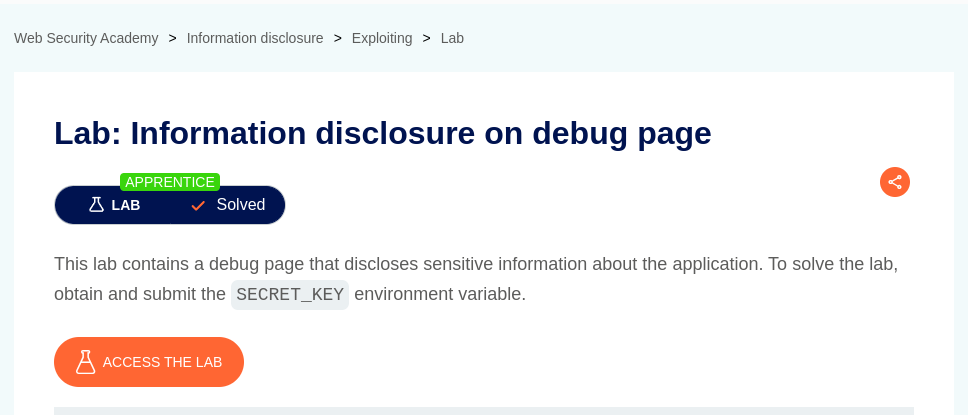 Web Security Academy > Information disclosure > Exploiting > Lab
Lab: Information disclosure on debug page
APPRENTICE
LAB Solved
This lab contains a debug page that discloses sensitive information about the application. To solve the lab,
obtain and submit the SECRET_KEY environment variable.
ACCESS THE LAB